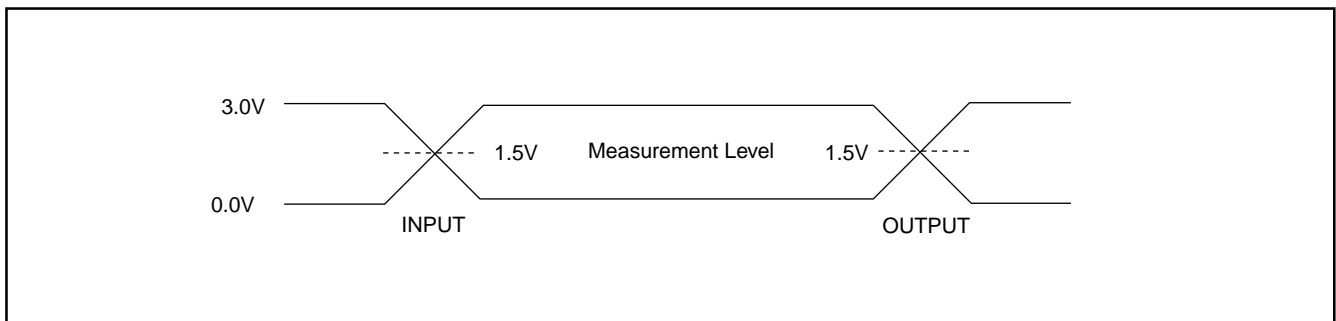 3.0V
1.5V Measurement Level 1.5V
0.0V
INPUT OUTPUT